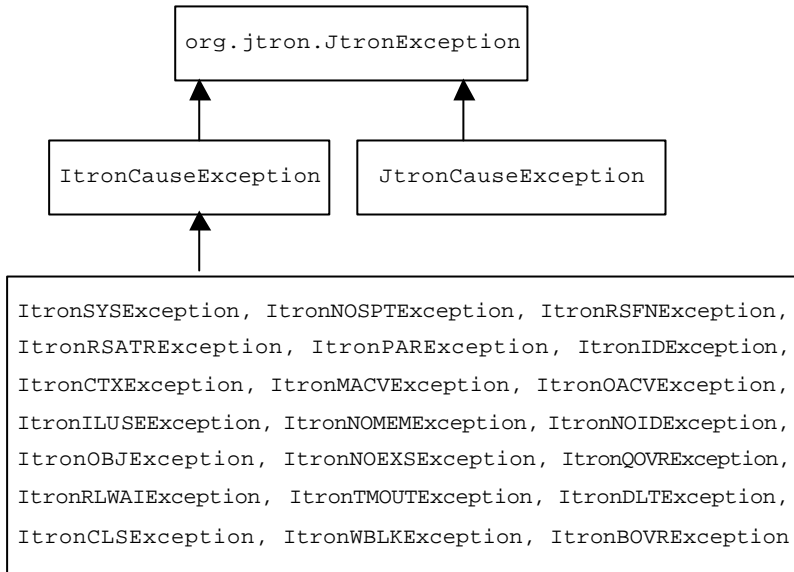 org.jtron.JtronException
ItronCauseException
JtronCauseException
ItronSYSException, ItronNOSPTException, ItronRSFNException,
ItronRSATRException, ItronPARException, ItronIDException,
ItronCTXException, ItronMACVException, ItronOACVException,
ItronILUSEException, ItronNOMEMException, ItronNOIDException,
ItronOBJException, ItronNOEXSException, ItronQOVRException,
ItronRLWAIException, ItronTMOUTException, ItronDLTException,
ItronCLSException, ItronWBLKException, ItronBOVRException